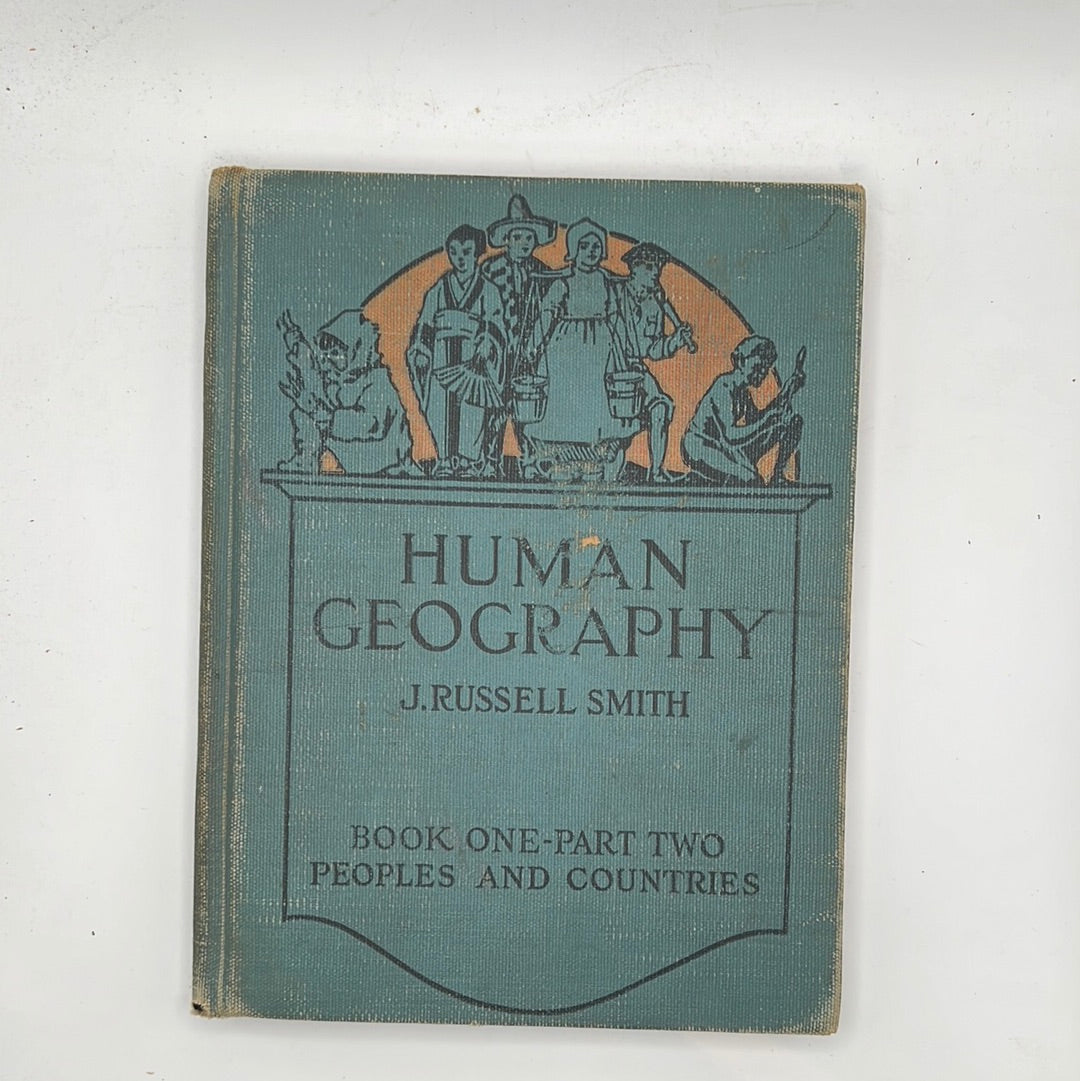 HUMAN
GEOGRAPHY
J. RUSSELL SMITH
BOOK ONE-PART TWO
PEOPLES AND COUNTRIES